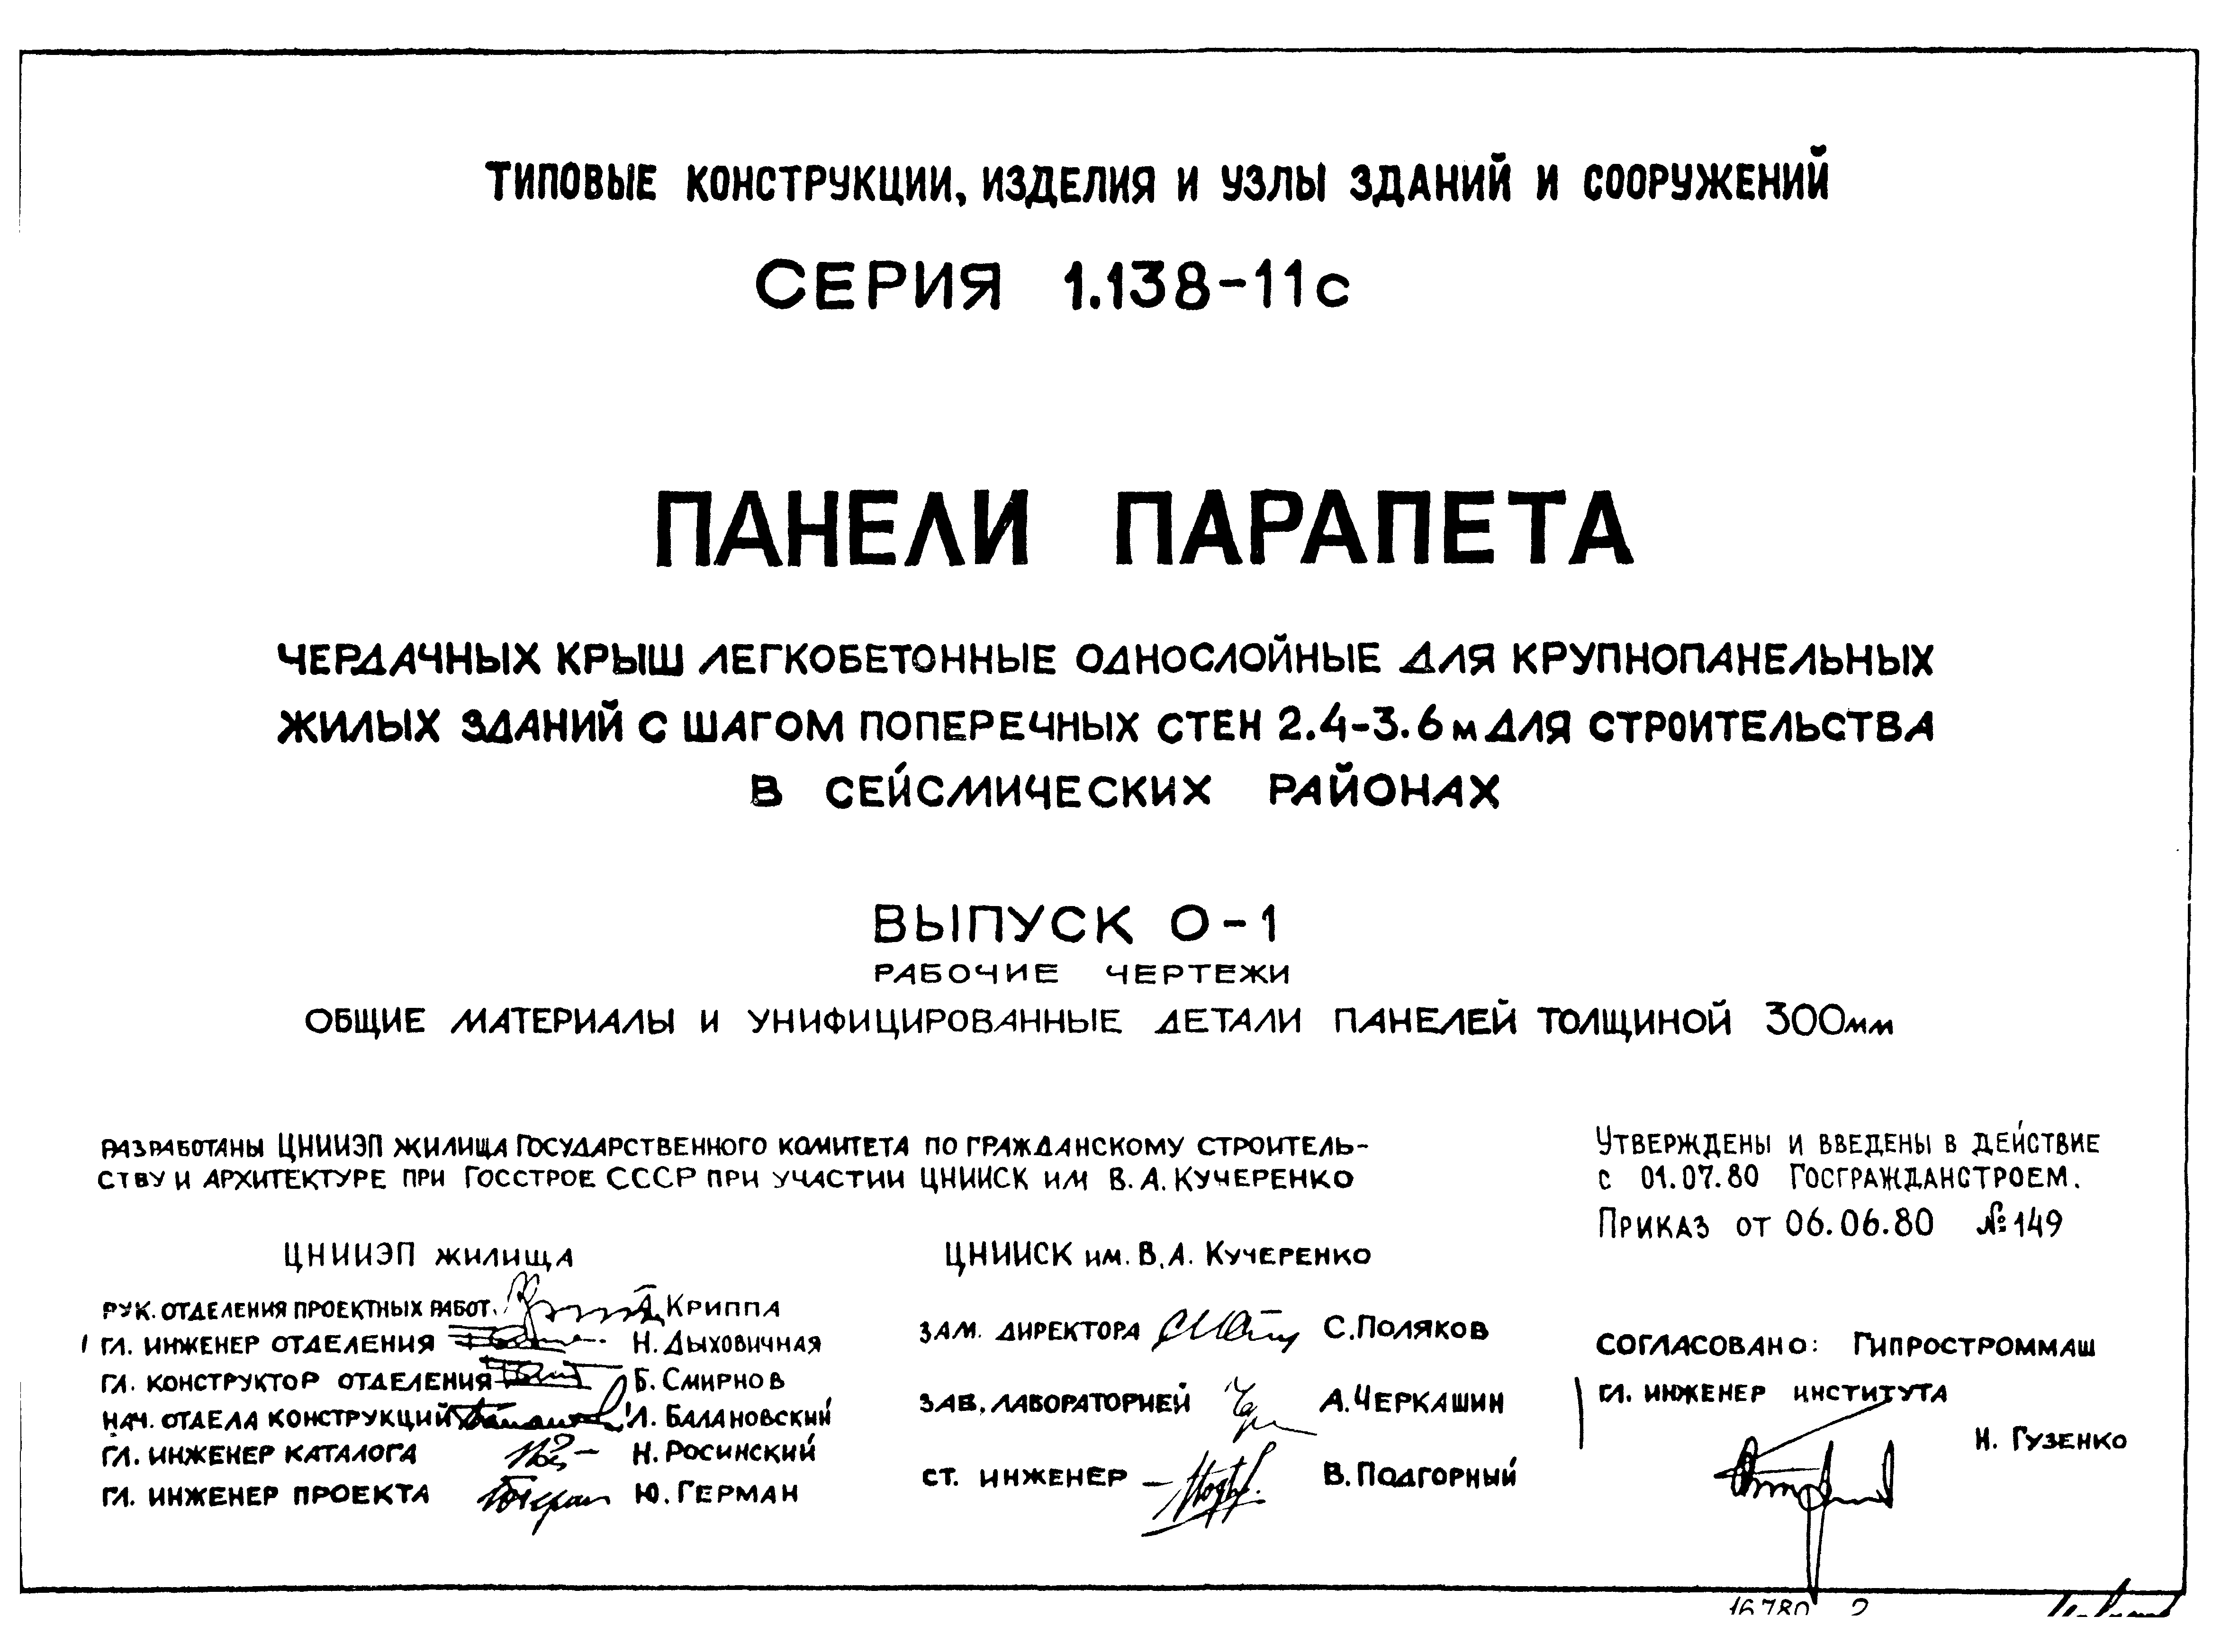 ТИПОВЫЕ КОНСТРУКЦИИ, ИЗДЕЛИЯ И УЗЛЫ ЗДАНИЙ И СООРУЖЕНИЙ
СЕРИЯ 1.138-11с
ПАНЕЛИ ПАРАПЕТА
ЧЕРДАЧНЫХ КРЫШ ЛЕГКОБЕТОННЫЕ ОДНОСЛОЙНЫЕ ДЛЯ КРУПНОПАНЕЛЬНЫХ
ЖИЛЫХ ЗДАНИЙ С ШАГОМ ПОПЕРЕЧНЫХ СТЕН 2.4-3.6 м ДЛЯ СТРОИТЕЛЬСТВА
В СЕЙСМИЧЕСКИХ РАЙОНАХ
ВЫПУСК 0-1
РАБОЧИЕ ЧЕРТЕЖИ
ОБЩИЕ МАТЕРИАЛЫ И УНИФИЦИРОВАННЫЕ ДЕТАЛИ ПАНЕЛЕЙ ТОЛЩИНОЙ 300мм
РАЗРАБОТАНЫ ЦНИИЭП ЖИЛИЩА ГОСУДАРСТВЕННОГО КОМИТЕТА ПО ГРАЖДАНСКОМУ СТРОИТЕЛЬ-
СТВУ И АРХИТЕКТУРЕ ПРИ ГОССТРОЕ СССР ПРИ УЧАСТИИ ЦНИИСК ИМ В.А. КУЧЕРЕНКО
ЦНИИЭП ЖИЛИЩА
РУК. ОТДЕЛЕНИЯ ПРОЕКТНЫХ РАБОТ. А. КРИППА
ГЛ. ИНЖЕНЕР ОТДЕЛЕНИЯ Н. ДЫХОВИЧНАЯ
ГЛ. КОНСТРУКТОР ОТДЕЛЕНИЯ Б. СМИРНОВ
НАЧ. ОТДЕЛА КОНСТРУКЦИЙ Л. БАЛАНОВСКИЙ
ГЛ. ИНЖЕНЕР КАТАЛОГА Н. РОСИНСКИЙ
ГЛ. ИНЖЕНЕР ПРОЕКТА Ю. ГЕРМАН
ЦНИИСК им. В.А. КУЧЕРЕНКО
ЗАМ. ДИРЕКТОРА С. ПОЛЯКОВ
ЗАВ. ЛАБОРАТОРИЕЙ А. ЧЕРКАШИН
СТ. ИНЖЕНЕР В. ПОДГОРНЫЙ
УТВЕРЖДЕНЫ И ВВЕДЕНЫ В ДЕЙСТВИЕ
С 01.07.80 ГОСГРАЖДАНСТРОЕМ.
ПРИКАЗ ОТ 06.06.80 №149
СОГЛАСОВАНО: ГИПРОСТРОММАШ
ГЛ. ИНЖЕНЕР ИНСТИТУТА
Н. ГУЗЕНКО
16780 2